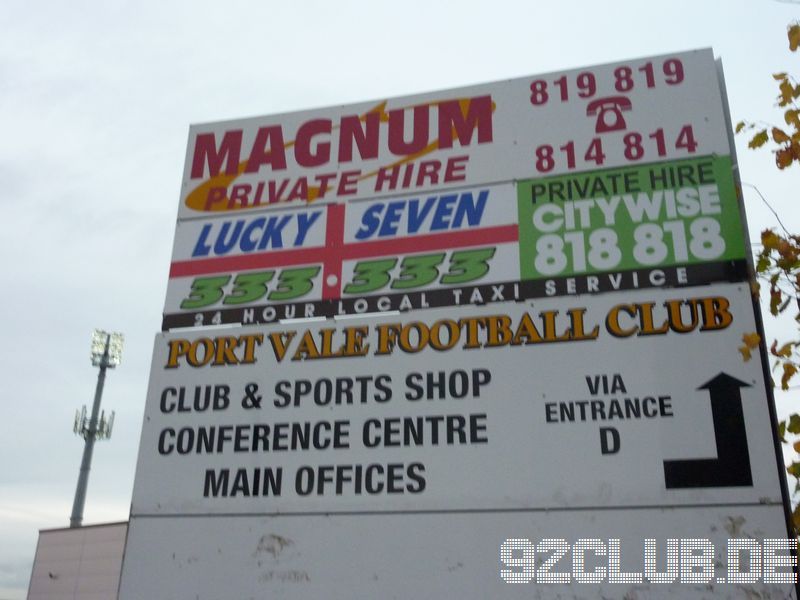 MAGNUM
PRIVATE HIRE
819 819
814 814
LUCKY SEVEN
333 333
PRIVATE HIRE
CITYWISE
818 818
24 HOUR LOCAL TAXI SERVICE
PORT VALE FOOTBALL CLUB
CLUB & SPORTS SHOP
CONFERENCE CENTRE
MAIN OFFICES
VIA
ENTRANCE
D
92CLUB.DE